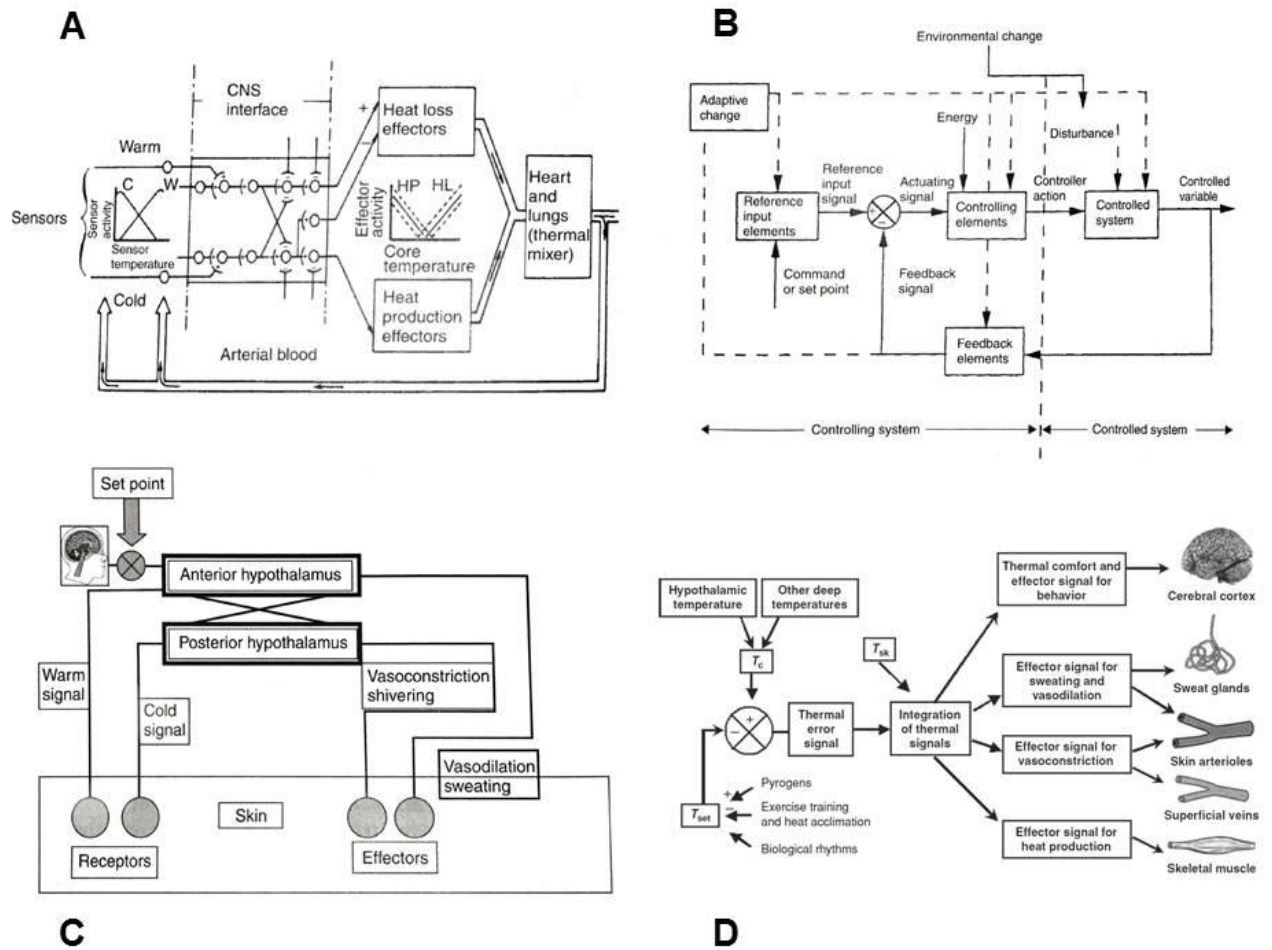 A
CNS
interface
Warm
Sensors
Sensor
activity
C
W
Sensor
temperature
Cold
Arterial blood
+
−
Heat loss
effectors
Effector
activity
HP HL
Core
temperature
Heat
production
effectors
Heart
and
lungs
(thermal
mixer)
B
Environmental change
Adaptive
change
Energy
Disturbance
Reference
input
signal
Actuating
signal
Controller
action
Controlled
variable
Reference
input
elements
+
−
Controlling
elements
Controlled
system
Command
or set point
Feedback
signal
Feedback
elements
Controlling system
Controlled system
Set point
Anterior hypothalamus
Posterior hypothalamus
Warm
signal
Cold
signal
Vasoconstriction
shivering
Vasodilation
sweating
Skin
Receptors
Effectors
C
Hypothalamic
temperature
Other deep
temperatures
Tc
Tsk
+
−
Thermal
error
signal
Integration
of thermal
signals
Tset
+
Pyrogens
−
Exercise training
and heat acclimation
Biological rhythms
Thermal comfort and
effector signal for
behavior
Cerebral cortex
Effector signal for
sweating and
vasodilation
Sweat glands
Effector signal for
vasoconstriction
Skin arterioles
Superficial veins
Effector signal for
heat production
Skeletal muscle
D